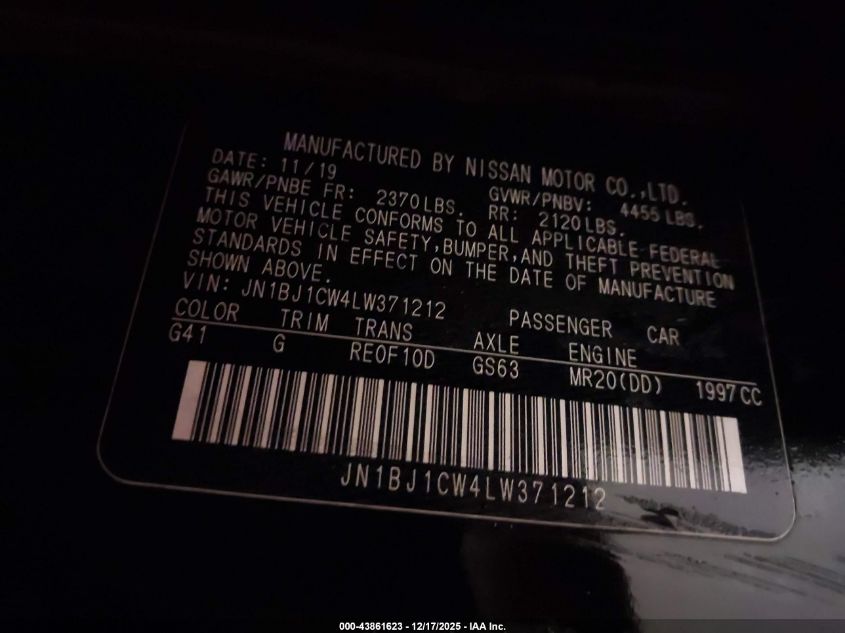 MANUFACTURED BY NISSAN MOTOR CO.,LTD.
DATE: 11/19 GVWR/PNBV: 4455 LBS.
GAWR/PNBE FR: 2370LBS. RR: 2120LBS.
THIS VEHICLE CONFORMS TO ALL APPLICABLE FEDERAL
MOTOR VEHICLE SAFETY,BUMPER,AND THEFT PREVENTION
STANDARDS IN EFFECT ON THE DATE OF MANUFACTURE
SHOWN ABOVE.
VIN: JN1BJ1CW4LW371212 PASSENGER CAR
COLOR TRIM TRANS AXLE ENGINE
G41 G REOF10D GS63 MR20(DD) 1997CC
JN1BJ1CW4LW371212
000-43861623 - 12/17/2025 - IAA Inc.